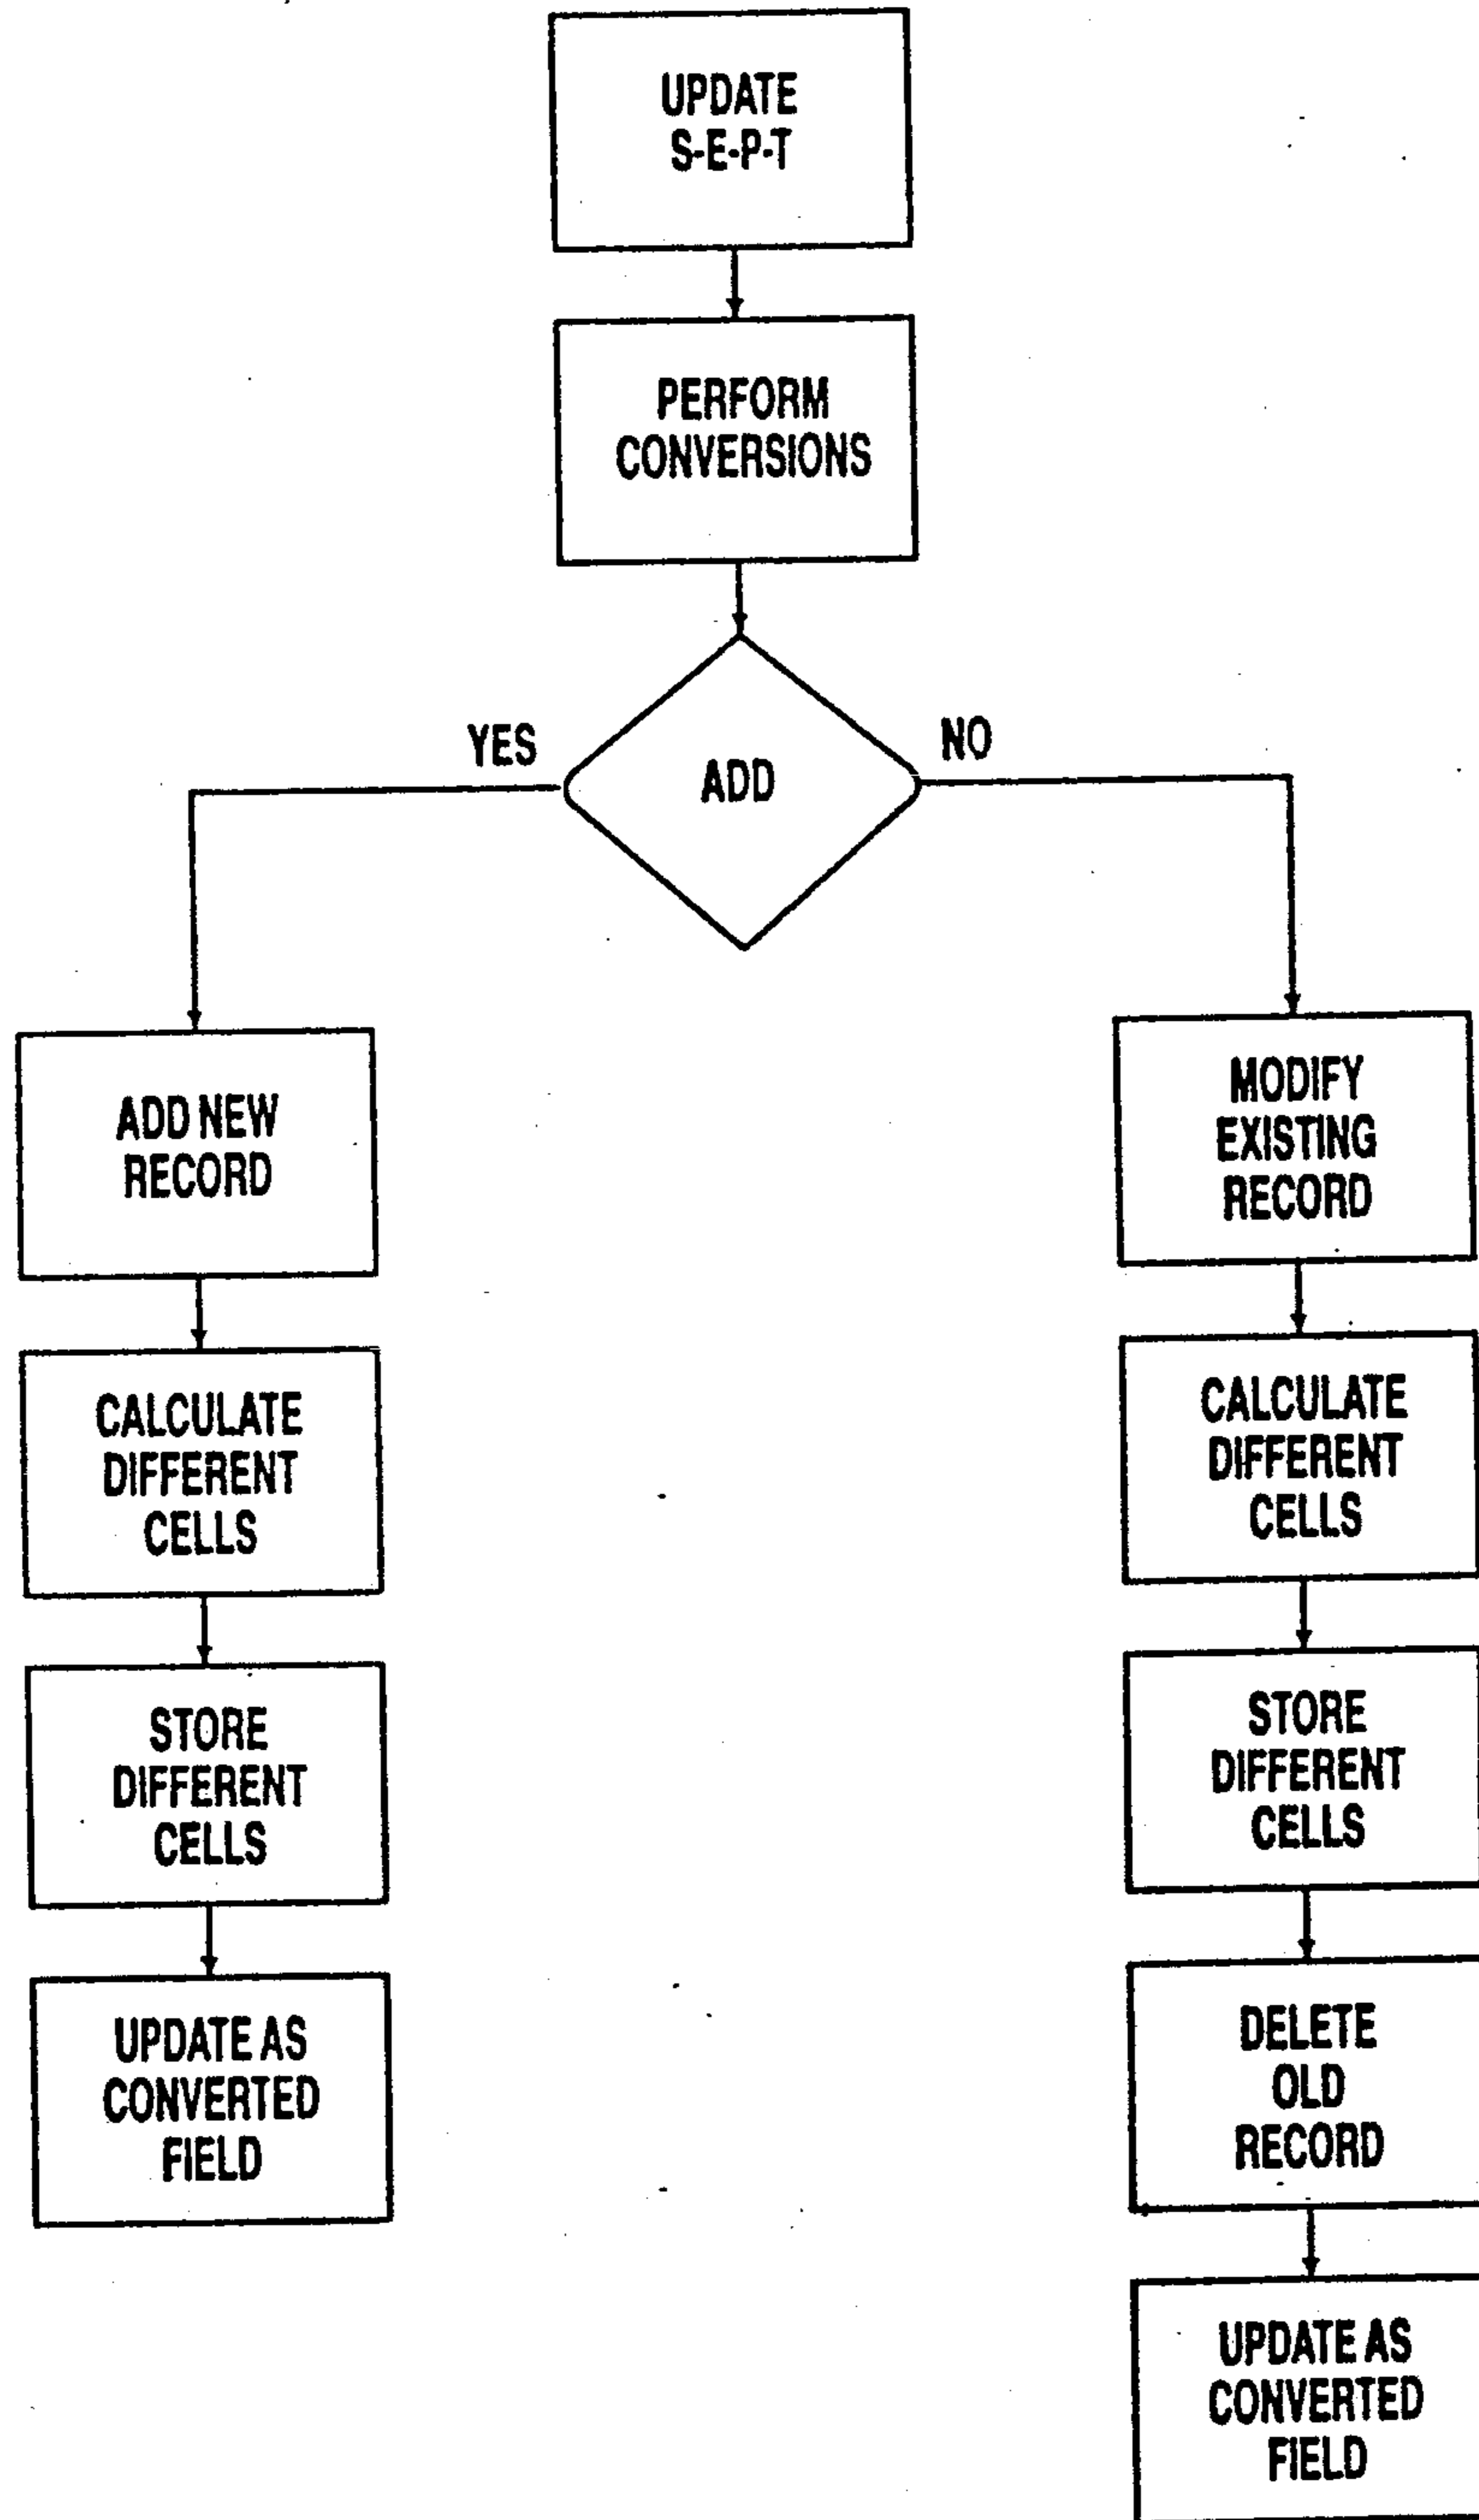 UPDATE
S-E-P-T
PERFORM
CONVERSIONS
YES
NO
ADD
ADD NEW
RECORD
CALCULATE
DIFFERENT
CELLS
STORE
DIFFERENT
CELLS
UPDATE AS
CONVERTED
FIELD
MODIFY
EXISTING
RECORD
CALCULATE
DIFFERENT
CELLS
STORE
DIFFERENT
CELLS
DELETE
OLD
RECORD
UPDATE AS
CONVERTED
FIELD